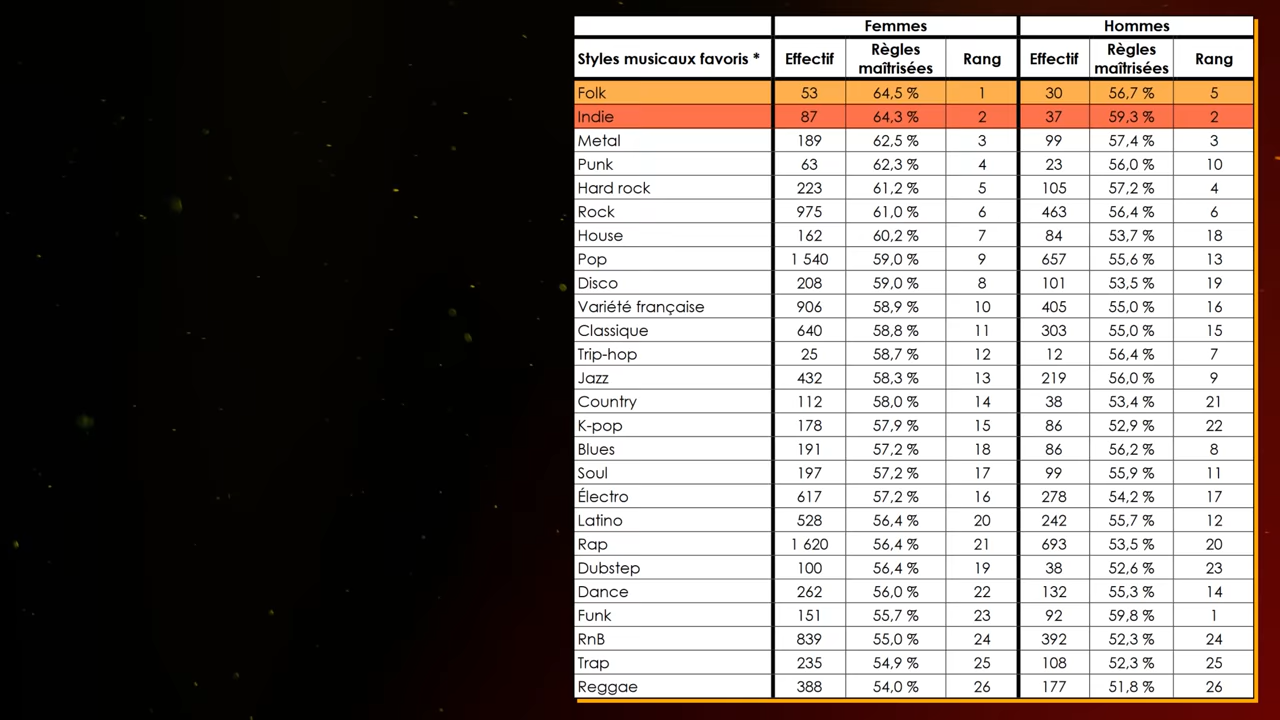 Femmes Hommes
Styles musicaux favoris * Effectif Règles maîtrisées Rang Effectif Règles maîtrisées Rang
Folk 53 64,5 % 1 30 56,7 % 5
Indie 87 64,3 % 2 37 59,3 % 2
Metal 189 62,5 % 3 99 57,4 % 3
Punk 63 62,3 % 4 23 56,0 % 10
Hard rock 223 61,2 % 5 105 57,2 % 4
Rock 975 61,0 % 6 463 56,4 % 6
House 162 60,2 % 7 84 53,7 % 18
Pop 1 540 59,0 % 9 657 55,6 % 13
Disco 208 59,0 % 8 101 53,5 % 19
Variété française 906 58,9 % 10 405 55,0 % 16
Classique 640 58,8 % 11 303 55,0 % 15
Trip-hop 25 58,7 % 12 12 56,4 % 7
Jazz 432 58,3 % 13 219 56,0 % 9
Country 112 58,0 % 14 38 53,4 % 21
K-pop 178 57,9 % 15 86 52,9 % 22
Blues 191 57,2 % 18 86 56,2 % 8
Soul 197 57,2 % 17 99 55,9 % 11
Électro 617 57,2 % 16 278 54,2 % 17
Latino 528 56,4 % 20 242 55,7 % 12
Rap 1 620 56,4 % 21 693 53,5 % 20
Dubstep 100 56,4 % 19 38 52,6 % 23
Dance 262 56,0 % 22 132 55,3 % 14
Funk 151 55,7 % 23 92 59,8 % 1
RnB 839 55,0 % 24 392 52,3 % 24
Trap 235 54,9 % 25 108 52,3 % 25
Reggae 388 54,0 % 26 177 51,8 % 26